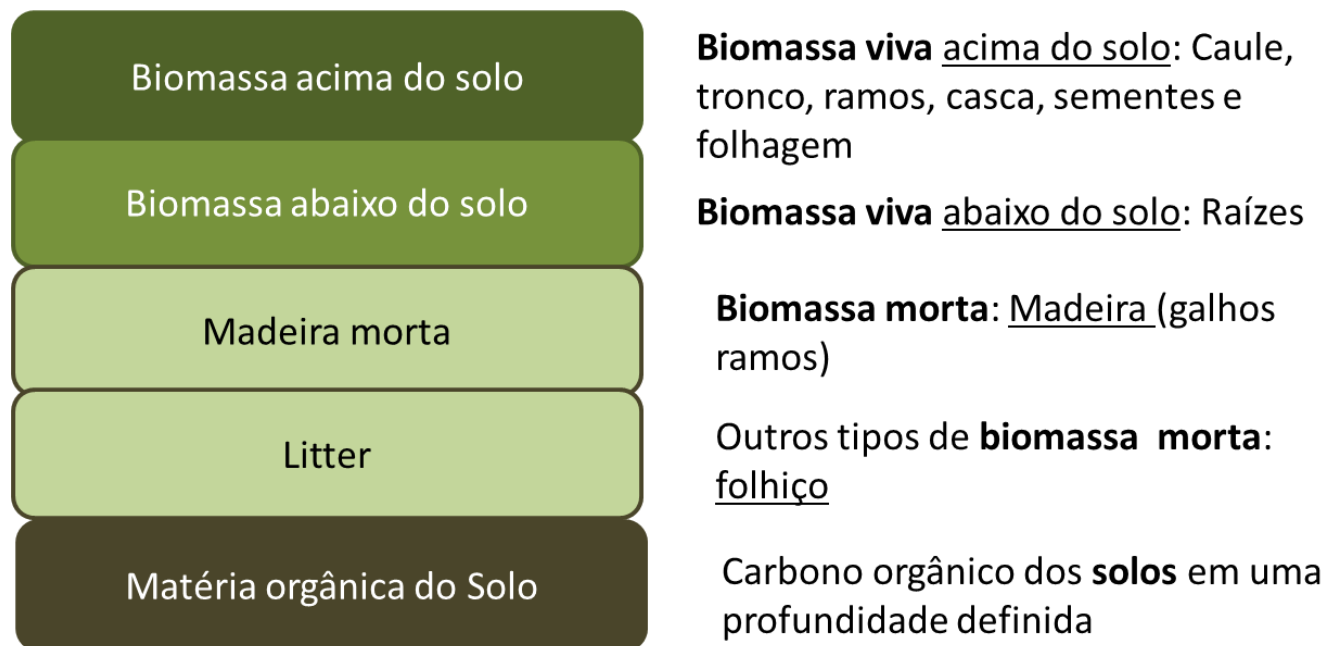 Biomassa acima do solo
Biomassa viva acima do solo: Caule,
tronco, ramos, casca, sementes e
folhagem
Biomassa abaixo do solo
Biomassa viva abaixo do solo: Raízes
Madeira morta
Biomassa morta: Madeira (galhos
ramos)
Litter
Outros tipos de biomassa morta:
folhiço
Matéria orgânica do Solo
Carbono orgânico dos solos em uma
profundidade definida